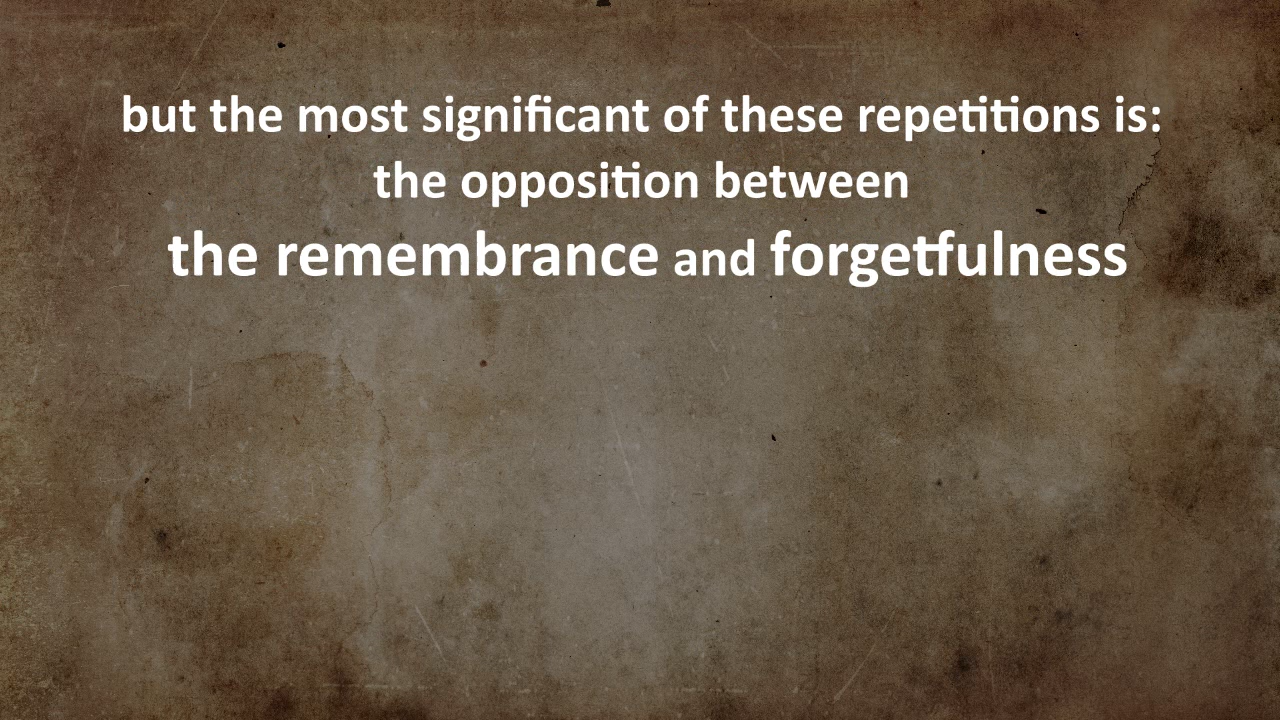 but the most significant of these repetitions is:
the opposition between
the remembrance and forgetfulness